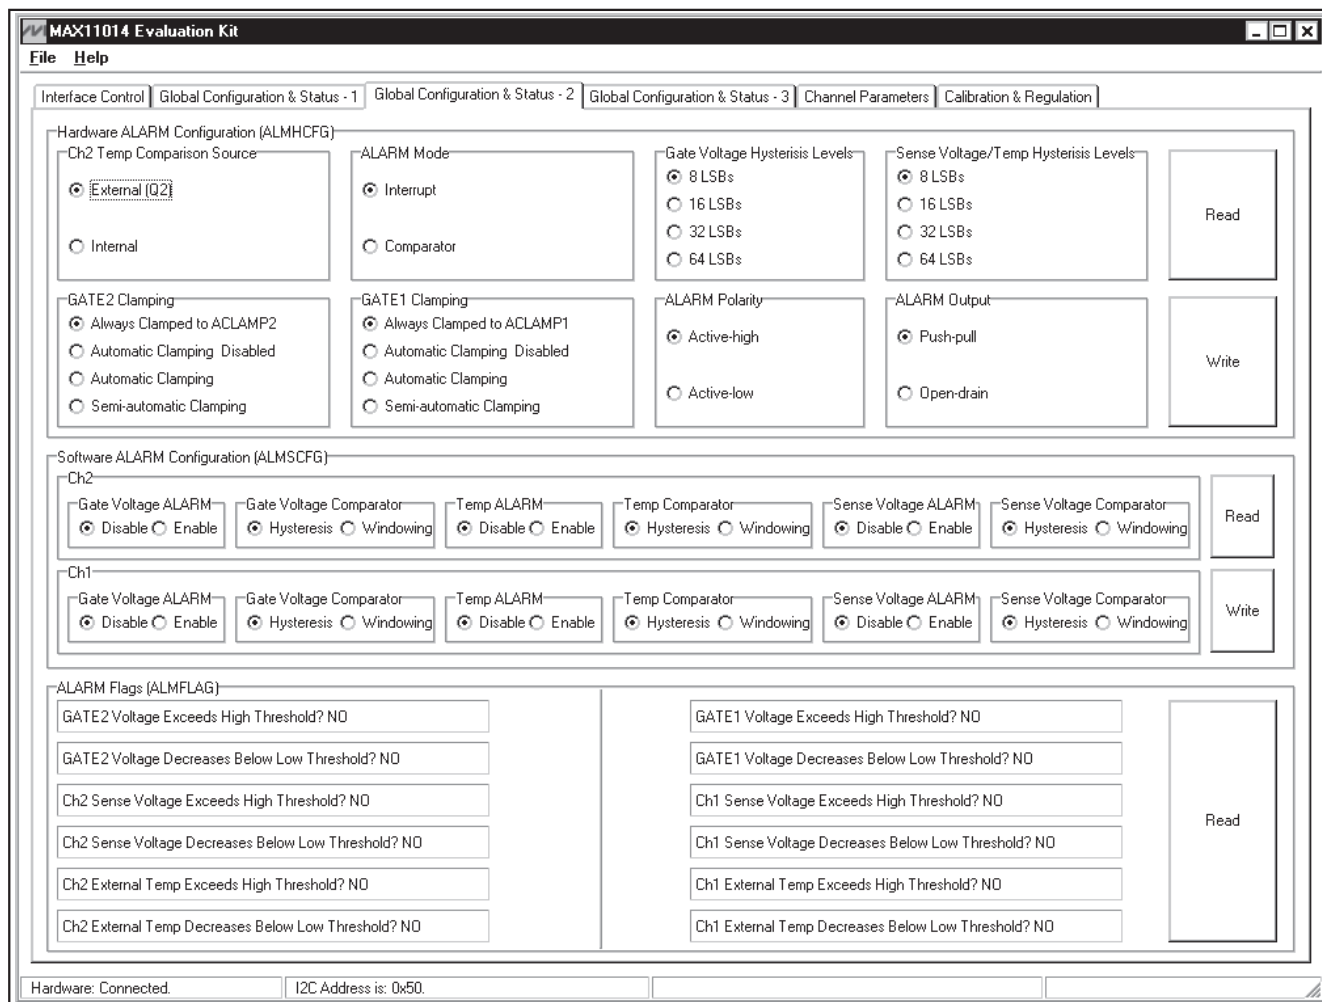 MAX11014 Evaluation Kit
File Help
Interface Control Global Configuration & Status - 1 Global Configuration & Status - 2 Global Configuration & Status - 3 Channel Parameters Calibration & Regulation
Hardware ALARM Configuration (ALMHCFG)
Ch2 Temp Comparison Source
External (Q2)
Internal
ALARM Mode
Interrupt
Comparator
Gate Voltage Hysterisis Levels
8 LSBs
16 LSBs
32 LSBs
64 LSBs
Sense Voltage/Temp Hysterisis Levels
8 LSBs
16 LSBs
32 LSBs
64 LSBs
Read
GATE2 Clamping
Always Clamped to ACLAMP2
Automatic Clamping Disabled
Automatic Clamping
Semi-automatic Clamping
GATE1 Clamping
Always Clamped to ACLAMP1
Automatic Clamping Disabled
Automatic Clamping
Semi-automatic Clamping
ALARM Polarity
Active-high
Active-low
ALARM Output
Push-pull
Open-drain
Write
Software ALARM Configuration (ALMSCFG)
Ch2
Gate Voltage ALARM Gate Voltage Comparator Temp ALARM Temp Comparator Sense Voltage ALARM Sense Voltage Comparator
Disable Enable Hysteresis Windowing Disable Enable Hysteresis Windowing Disable Enable Hysteresis Windowing
Read
Ch1
Gate Voltage ALARM Gate Voltage Comparator Temp ALARM Temp Comparator Sense Voltage ALARM Sense Voltage Comparator
Disable Enable Hysteresis Windowing Disable Enable Hysteresis Windowing Disable Enable Hysteresis Windowing
Write
ALARM Flags (ALMFLAG)
GATE2 Voltage Exceeds High Threshold? NO
GATE2 Voltage Decreases Below Low Threshold? NO
Ch2 Sense Voltage Exceeds High Threshold? NO
Ch2 Sense Voltage Decreases Below Low Threshold? NO
Ch2 External Temp Exceeds High Threshold? NO
Ch2 External Temp Decreases Below Low Threshold? NO
GATE1 Voltage Exceeds High Threshold? NO
GATE1 Voltage Decreases Below Low Threshold? NO
Ch1 Sense Voltage Exceeds High Threshold? NO
Ch1 Sense Voltage Decreases Below Low Threshold? NO
Ch1 External Temp Exceeds High Threshold? NO
Ch1 External Temp Decreases Below Low Threshold? NO
Read
Hardware: Connected. I2C Address is: 0x50.